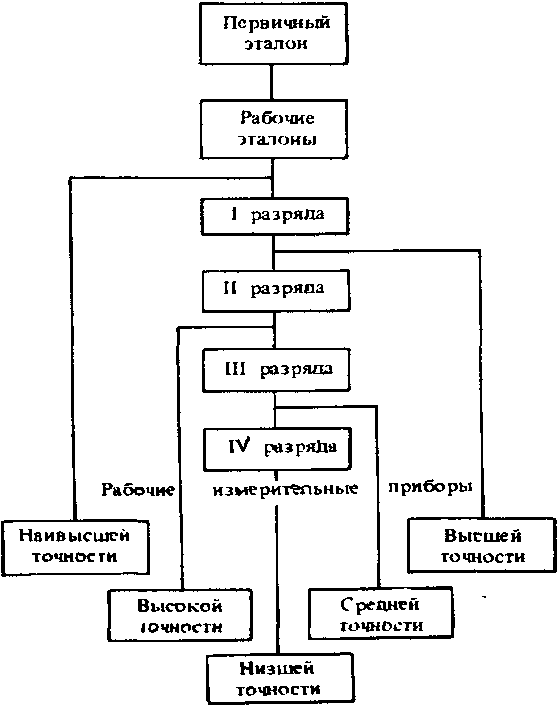 Первичный
эталон
Рабочие
эталоны
I разряда
II разряда
III разряда
IV разряда
Рабочие измерительные приборы
Наивысшей
точности
Высшей
точности
Высокой
точности
Средней
точности
Низшей
точности